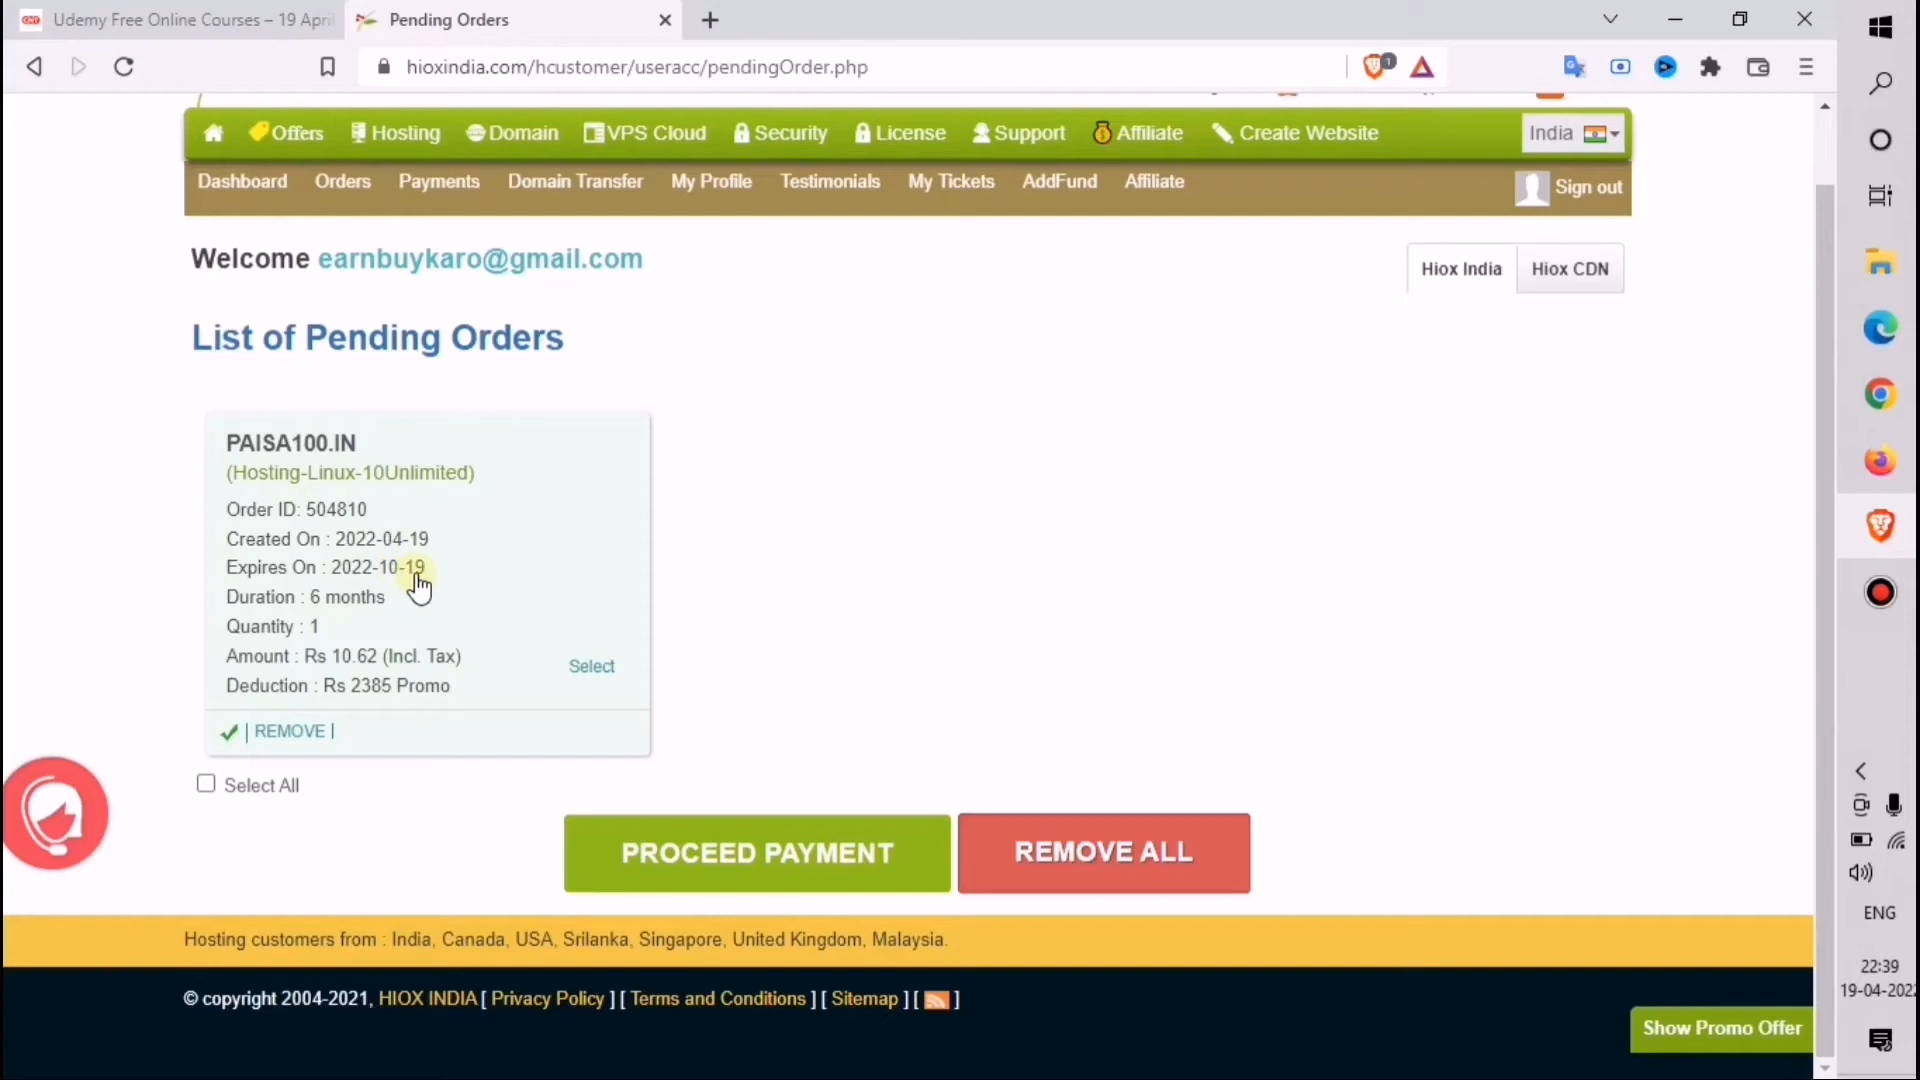 Udemy Free Online Courses – 19 Apri
Pending Orders
hioxindia.com/hcustomer/useracc/pendingOrder.php
1
Offers Hosting Domain VPS Cloud Security License Support Affiliate Create Website India
Dashboard Orders Payments Domain Transfer My Profile Testimonials My Tickets AddFund Affiliate Sign out
Welcome earnbuykaro@gmail.com
Hiox India Hiox CDN
List of Pending Orders
PAISA100.IN
(Hosting-Linux-10Unlimited)
Order ID: 504810
Created On : 2022-04-19
Expires On : 2022-10-19
Duration : 6 months
Quantity : 1
Amount : Rs 10.62 (Incl. Tax)
Select
Deduction : Rs 2385 Promo
| REMOVE |
Select All
PROCEED PAYMENT REMOVE ALL
Hosting customers from : India, Canada, USA, Srilanka, Singapore, United Kingdom, Malaysia.
© copyright 2004-2021, HIOX INDIA [ Privacy Policy ] [ Terms and Conditions ] [ Sitemap ] [ ]
Show Promo Offer
ENG
22:39
19-04-2022